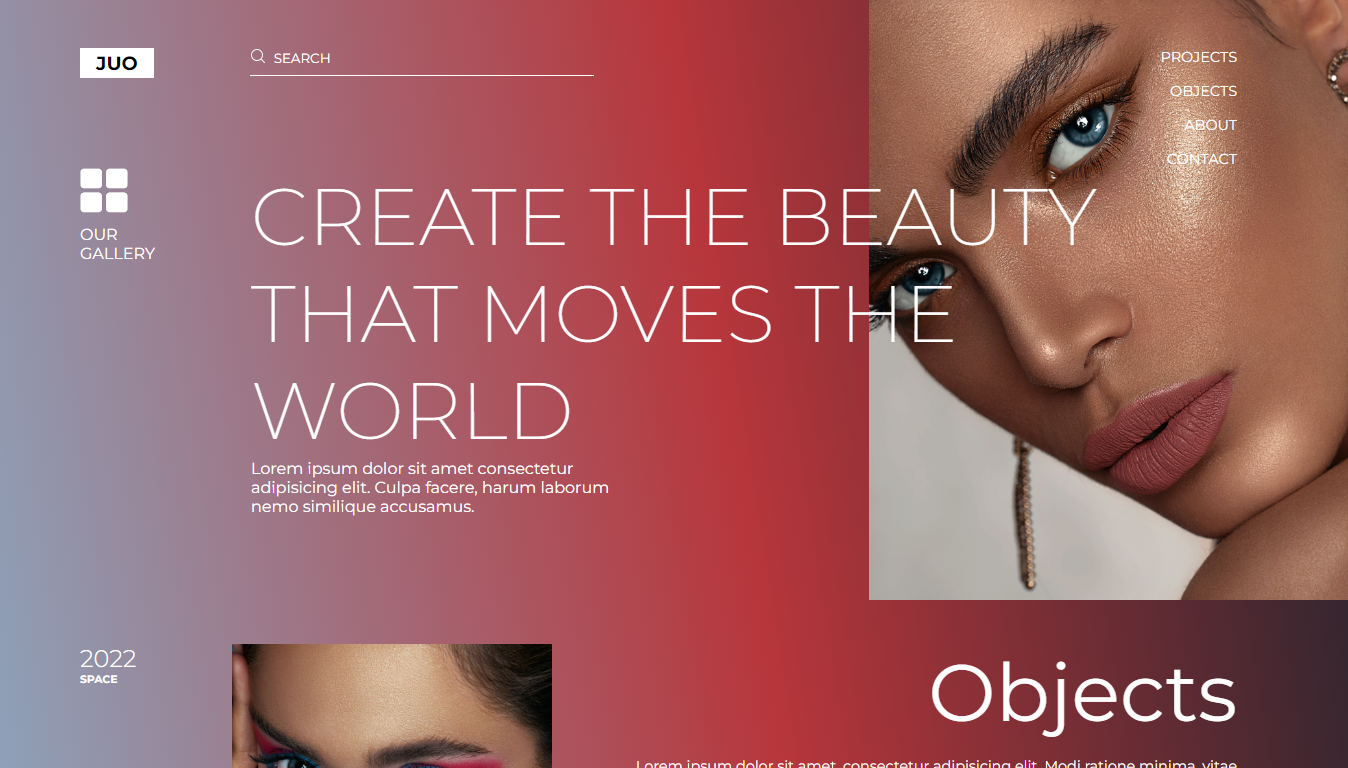 JUO
SEARCH
PROJECTS
OBJECTS
ABOUT
CONTACT
OUR
GALLERY
CREATE THE BEAUTY
THAT MOVES THE
WORLD
Lorem ipsum dolor sit amet consectetur
adipisicing elit. Culpa facere, harum laborum
nemo similique accusamus.
2022
SPACE
Objects
Lorem ipsum dolor sit amet, consectetur adipisicing elit. Modi ratione minima, vitae